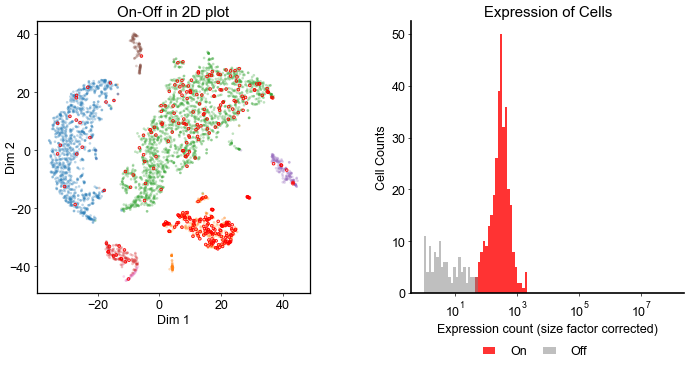 On-Off in 2D plot
40
20
0
−20
−40
Dim 2
−20
0
20
40
Dim 1
Expression of Cells
50
40
30
20
10
0
Cell Counts
10^1
10^3
10^5
10^7
Expression count (size factor corrected)
On
Off